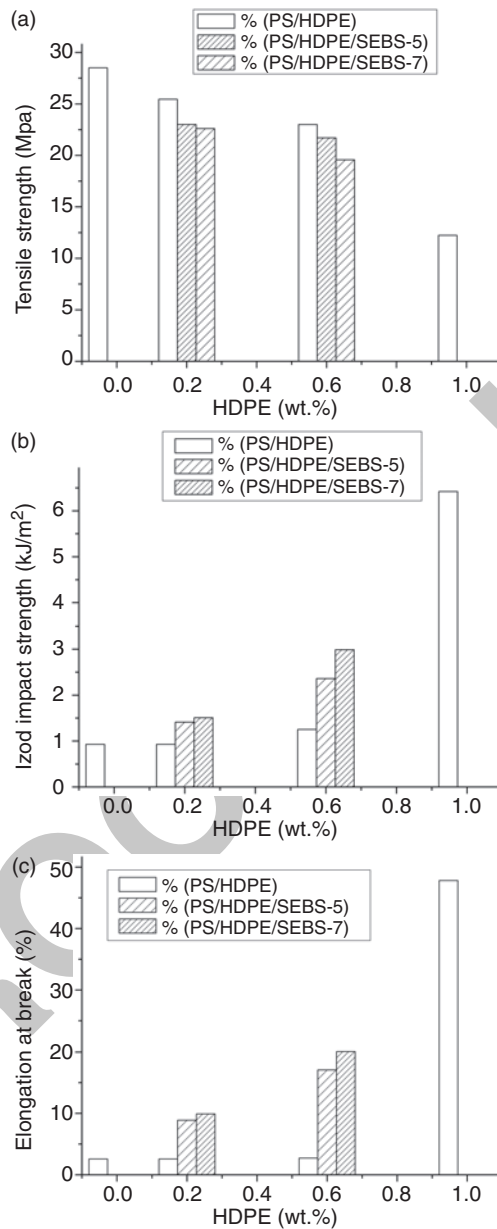 (a)
% (PS/HDPE)
% (PS/HDPE/SEBS-5)
% (PS/HDPE/SEBS-7)
30
25
20
15
10
5
0
Tensile strength (Mpa)
0.0 0.2 0.4 0.6 0.8 1.0
HDPE (wt.%)
(b)
% (PS/HDPE)
% (PS/HDPE/SEBS-5)
% (PS/HDPE/SEBS-7)
6
5
4
3
2
1
0
Izod impact strength (kJ/m²)
0.0 0.2 0.4 0.6 0.8 1.0
HDPE (wt.%)
(c)
% (PS/HDPE)
% (PS/HDPE/SEBS-5)
% (PS/HDPE/SEBS-7)
50
40
30
20
10
0
Elongation at break (%)
0.0 0.2 0.4 0.6 0.8 1.0
HDPE (wt.%)